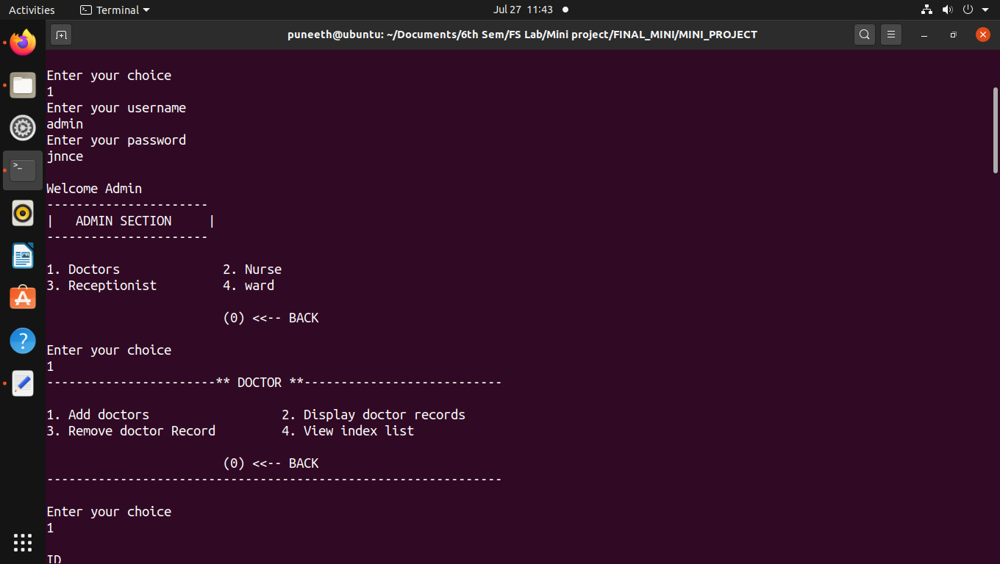 Activities Terminal Jul 27 11:43
puneeth@ubuntu: ~/Documents/6th Sem/FS Lab/Mini project/FINAL_MINI/MINI_PROJECT
Enter your choice
1
Enter your username
admin
Enter your password
jnnce
Welcome Admin
----------------------
|   ADMIN SECTION     |
----------------------
1. Doctors              2. Nurse
3. Receptionist         4. ward
(0) <<-- BACK
Enter your choice
1
-----------------------** DOCTOR **---------------------------
1. Add doctors                  2. Display doctor records
3. Remove doctor Record         4. View index list
(0) <<-- BACK
--------------------------------------------------------------
Enter your choice
1
ID